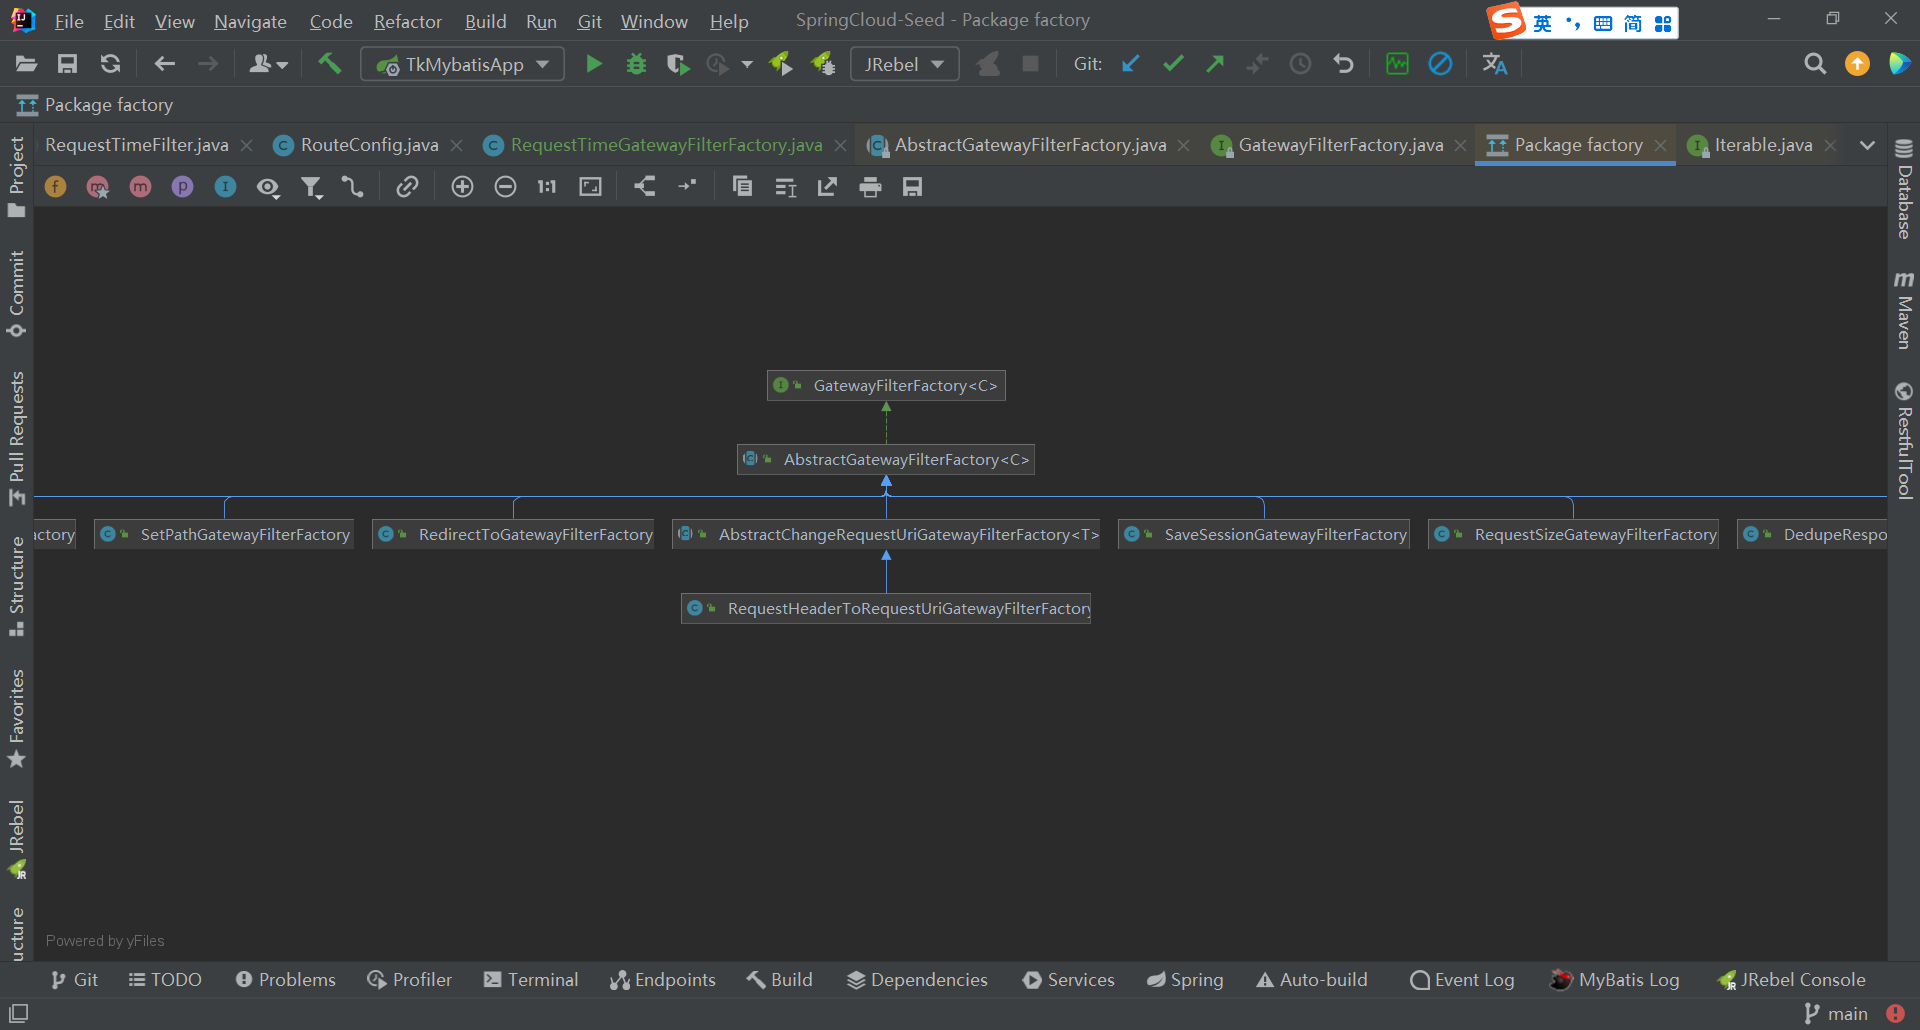 File Edit View Navigate Code Refactor Build Run Git Window Help SpringCloud-Seed - Package factory
英 简
TkMybatisApp JRebel Git:
Package factory
RequestTimeFilter.java RouteConfig.java RequestTimeGatewayFilterFactory.java AbstractGatewayFilterFactory.java GatewayFilterFactory.java Package factory Iterable.java
Project
Commit
Pull Requests
Structure
Favorites
JRebel
ucture
GatewayFilterFactory<C>
AbstractGatewayFilterFactory<C>
actory SetPathGatewayFilterFactory RedirectToGatewayFilterFactory AbstractChangeRequestUriGatewayFilterFactory<T> SaveSessionGatewayFilterFactory RequestSizeGatewayFilterFactory DedupeRespo
RequestHeaderToRequestUriGatewayFilterFactory
Powered by yFiles
Database
Maven
RestfulTool
Git TODO Problems Profiler Terminal Endpoints Build Dependencies Services Spring Auto-build Event Log MyBatis Log JRebel Console
main